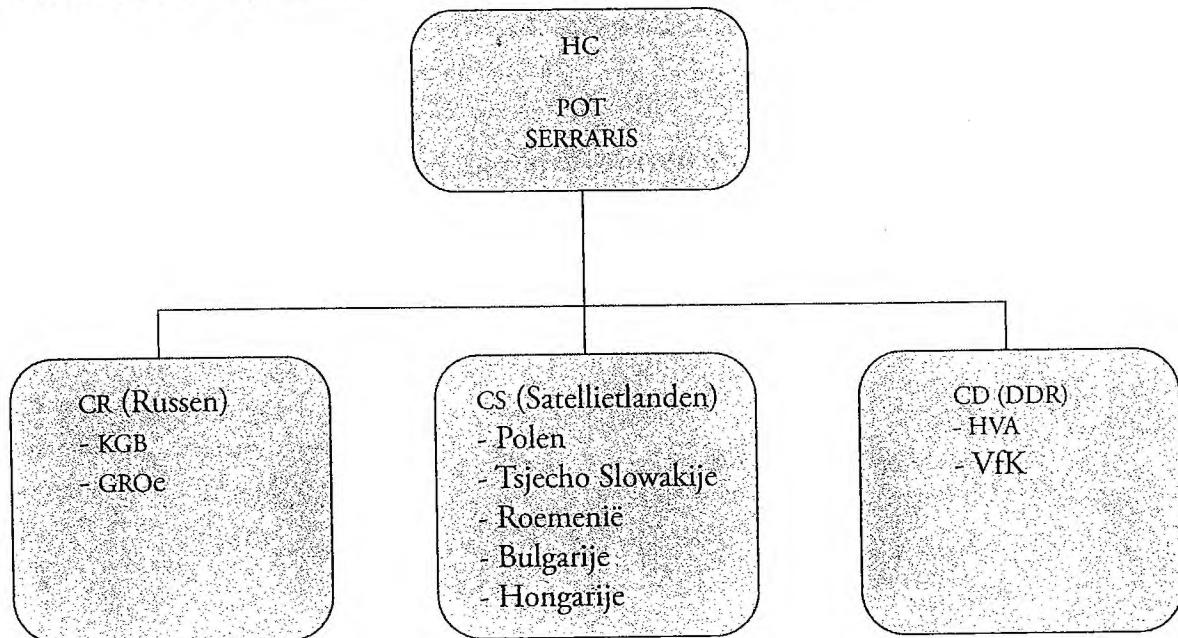 HC
POT
SERRARIS
CR (Russen)
- KGB
- GROe
CS (Satellietlanden)
- Polen
- Tsjecho Slowakije
- Roemenië
- Bulgarije
- Hongarije
CD (DDR)
- HVA
- VfK